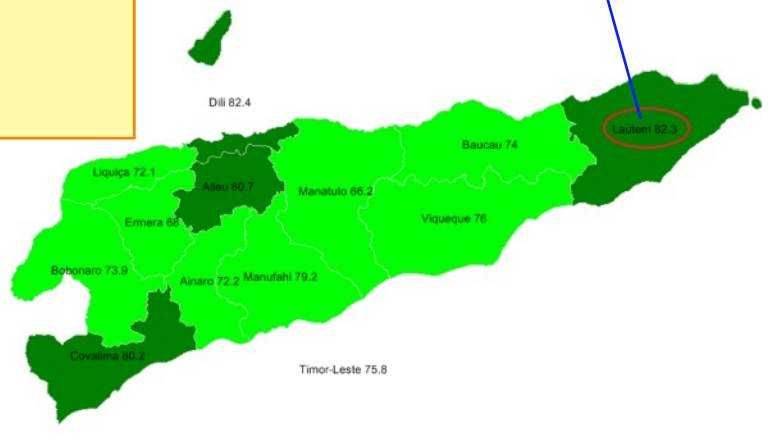 Dili 82.4
Lautem 82.3
Baucau 74
Liquiça 72.1
Aileu 80.7
Manatuto 66.2
Ermera 68
Viqueque 76
Bobonaro 73.9
Ainaro 72.2
Manufahi 79.2
Covalima 80.2
Timor-Leste 75.8